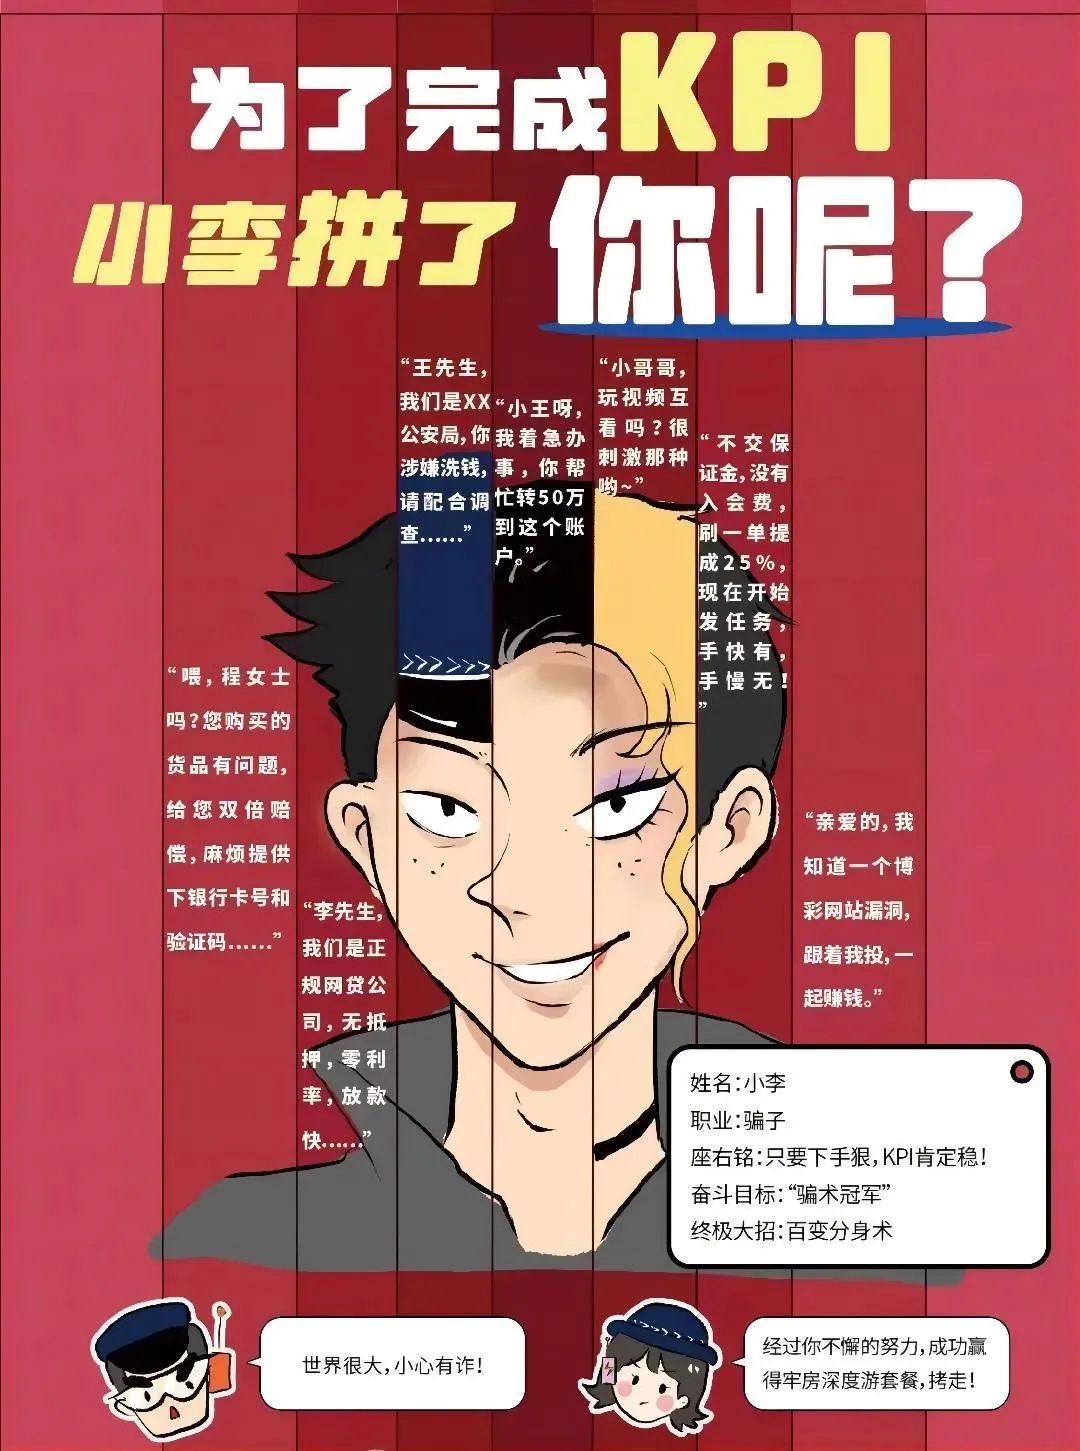 为了完成KPI
小李拼了 你呢？
“王先生，
我们是XX
公安局，你
涉嫌洗钱，
请配合调
查……”
“小王呀，
我着急办
事，你帮
忙转50万
到这个账
户。”
“小哥哥，
玩视频互
看吗？很
刺激那种
哟~”
“不交保
证金，没有
入会费，
刷一单提
成25%，
现在开始
发任务，
手快有，
手慢无！
”
“喂，程女士
吗？您购买的
货品有问题，
给您双倍赔
偿，麻烦提供
下银行卡号和
验证码……”
“李先生，
我们是正
规网贷公
司，无抵
押，零利
率，放款
快……”
“亲爱的，我
知道一个博
彩网站漏洞，
跟着我投，一
起赚钱。”
姓名：小李
职业：骗子
座右铭：只要下手狠，KPI肯定稳！
奋斗目标：“骗术冠军”
终极大招：百变分身术
世界很大，小心有诈！
经过你不懈的努力，成功赢
得牢房深度游套餐，拷走！